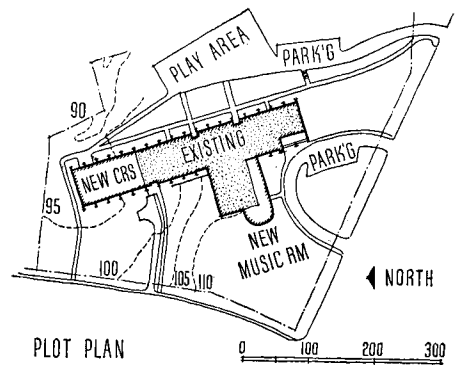 PLAY AREA
PARK'G
90
EXISTING
NEW CRS
PARK'G
95
NEW
MUSIC RM
100
105
110
NORTH
PLOT PLAN
0 100 200 300